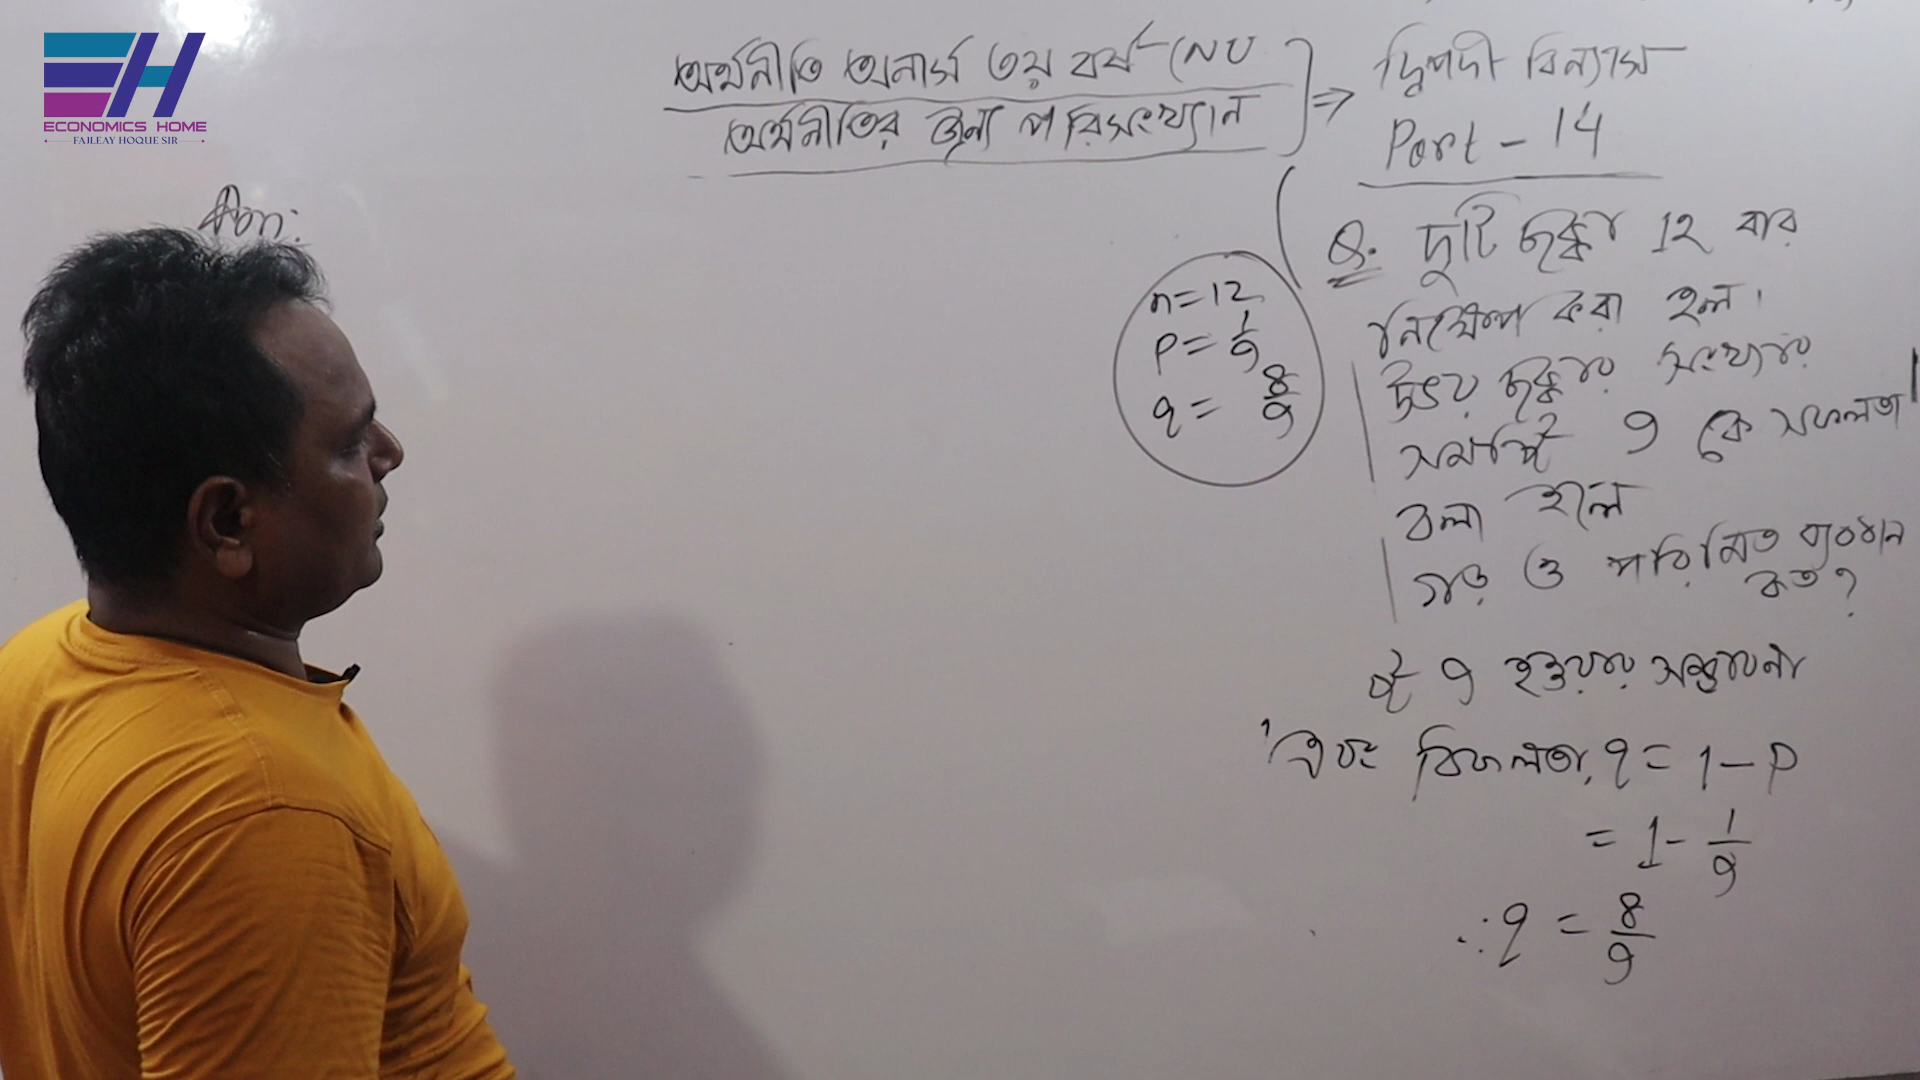 EH
ECONOMICS HOME
FAJLEAY HOQUE SIR
অর্থনীতি অনার্স ৩য় বর্ষ (NU
অর্থনীতির জন্য পরিসংখ্যান
⇒ দ্বিপদী বিন্যাস
Part - 14
Q. দুটি ছক্কা 12 বার
নিক্ষেপ করা হল।
উভয় ছক্কার সংখ্যার
সমষ্টি 9 কে সফলতা
বলা হলে
গড় ও পরিমিত ব্যবধান
কত?
n = 12
p = 1/9
q = 8/9
9 হওয়ার সম্ভাবনা
এবং বিফলতা, q = 1 - p
= 1 - 1/9
∴ q = 8/9